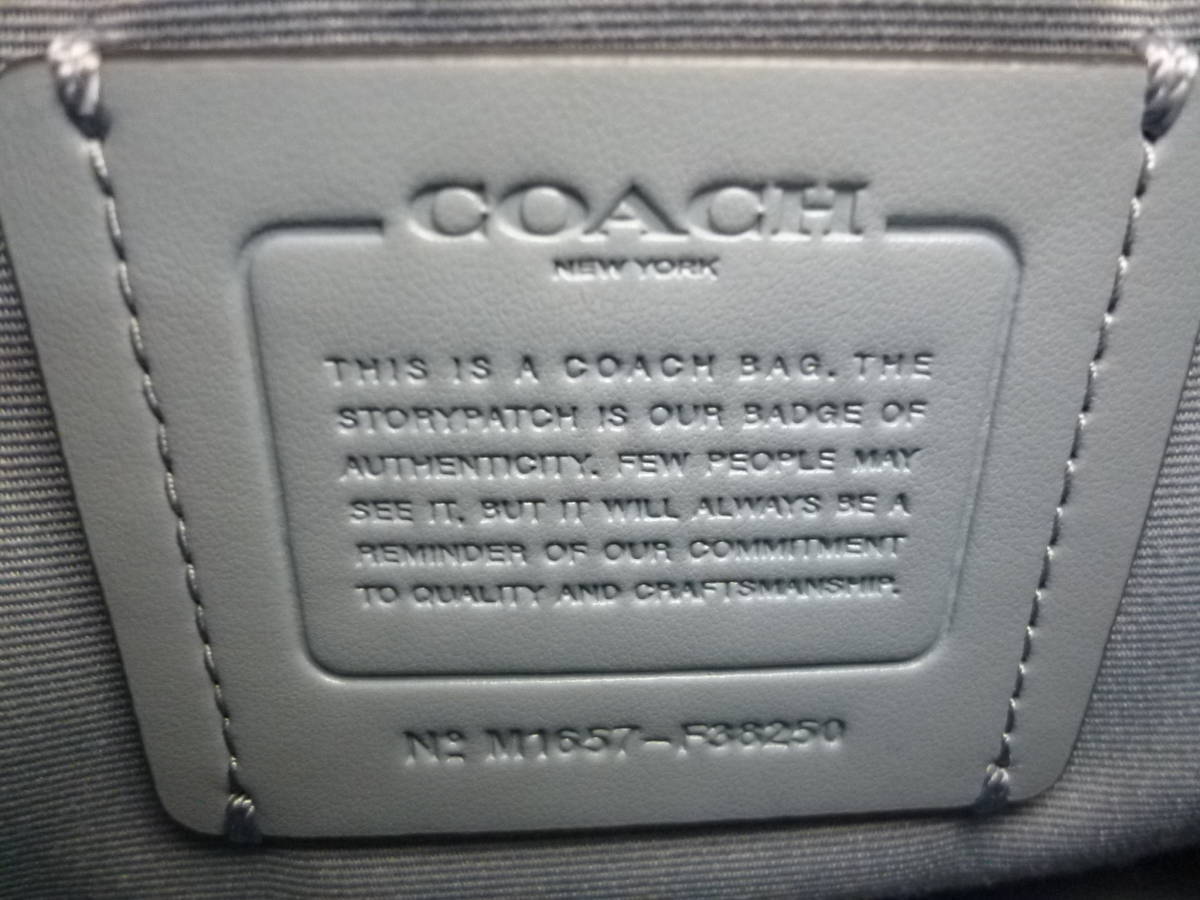 COACH
NEW YORK
THIS IS A COACH BAG. THE
STORYPATCH IS OUR BADGE OF
AUTHENTICITY. FEW PEOPLE MAY
SEE IT, BUT IT WILL ALWAYS BE A
REMINDER OF OUR COMMITMENT
TO QUALITY AND CRAFTSMANSHIP.
Nº M1657-F38250